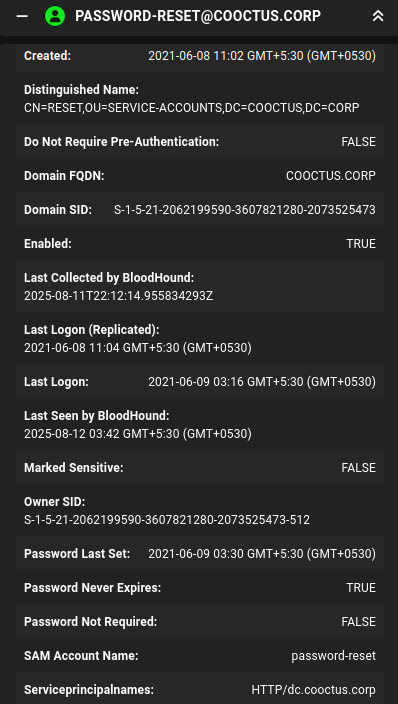 PASSWORD-RESET@COOCTUS.CORP
Created: 2021-06-08 11:02 GMT+5:30 (GMT+0530)
Distinguished Name:
CN=RESET,OU=SERVICE-ACCOUNTS,DC=COOCTUS,DC=CORP
Do Not Require Pre-Authentication: FALSE
Domain FQDN: COOCTUS.CORP
Domain SID: S-1-5-21-2062199590-3607821280-2073525473
Enabled: TRUE
Last Collected by BloodHound:
2025-08-11T22:12:14.955834293Z
Last Logon (Replicated):
2021-06-08 11:04 GMT+5:30 (GMT+0530)
Last Logon: 2021-06-09 03:16 GMT+5:30 (GMT+0530)
Last Seen by BloodHound:
2025-08-12 03:42 GMT+5:30 (GMT+0530)
Marked Sensitive: FALSE
Owner SID:
S-1-5-21-2062199590-3607821280-2073525473-512
Password Last Set: 2021-06-09 03:30 GMT+5:30 (GMT+0530)
Password Never Expires: TRUE
Password Not Required: FALSE
SAM Account Name: password-reset
Serviceprincipalnames: HTTP/dc.cooctus.corp